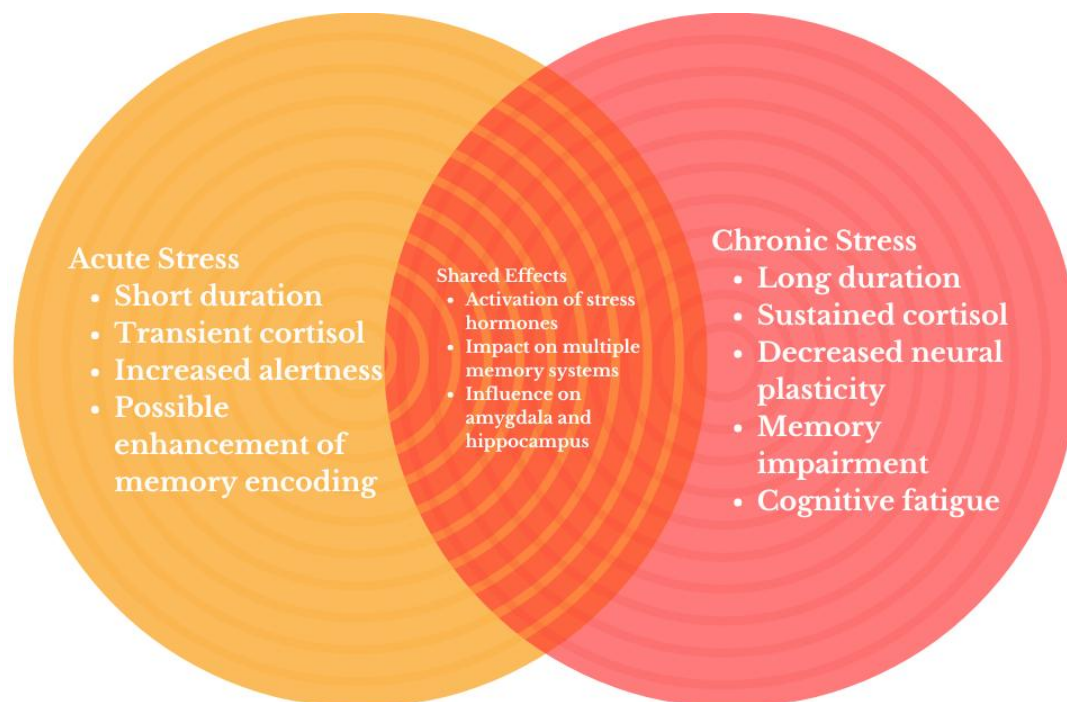 Acute Stress
• Short duration
• Transient cortisol
• Increased alertness
• Possible
enhancement of
memory encoding
Shared Effects
• Activation of stress
hormones
• Impact on multiple
memory systems
• Influence on
amygdala and
hippocampus
Chronic Stress
• Long duration
• Sustained cortisol
• Decreased neural
plasticity
• Memory
impairment
• Cognitive fatigue